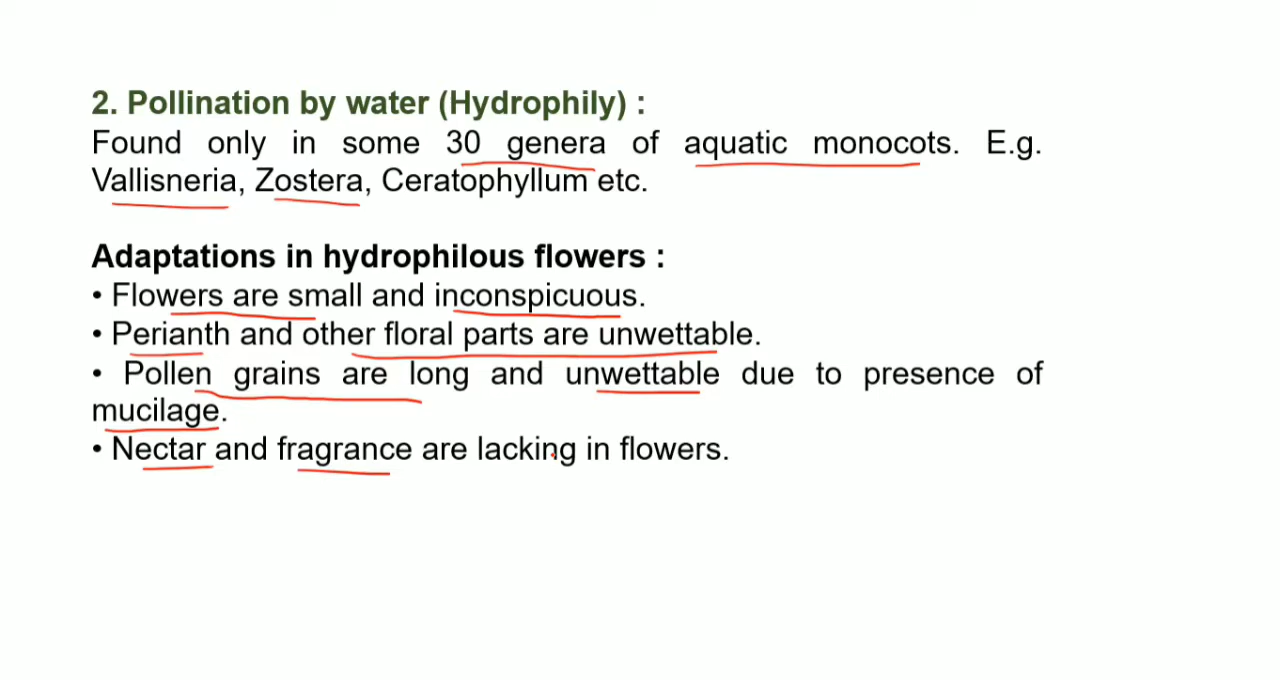 2. Pollination by water (Hydrophily) :
Found only in some 30 genera of aquatic monocots. E.g.
Vallisneria, Zostera, Ceratophyllum etc.
Adaptations in hydrophilous flowers :
• Flowers are small and inconspicuous.
• Perianth and other floral parts are unwettable.
• Pollen grains are long and unwettable due to presence of
mucilage.
• Nectar and fragrance are lacking in flowers.